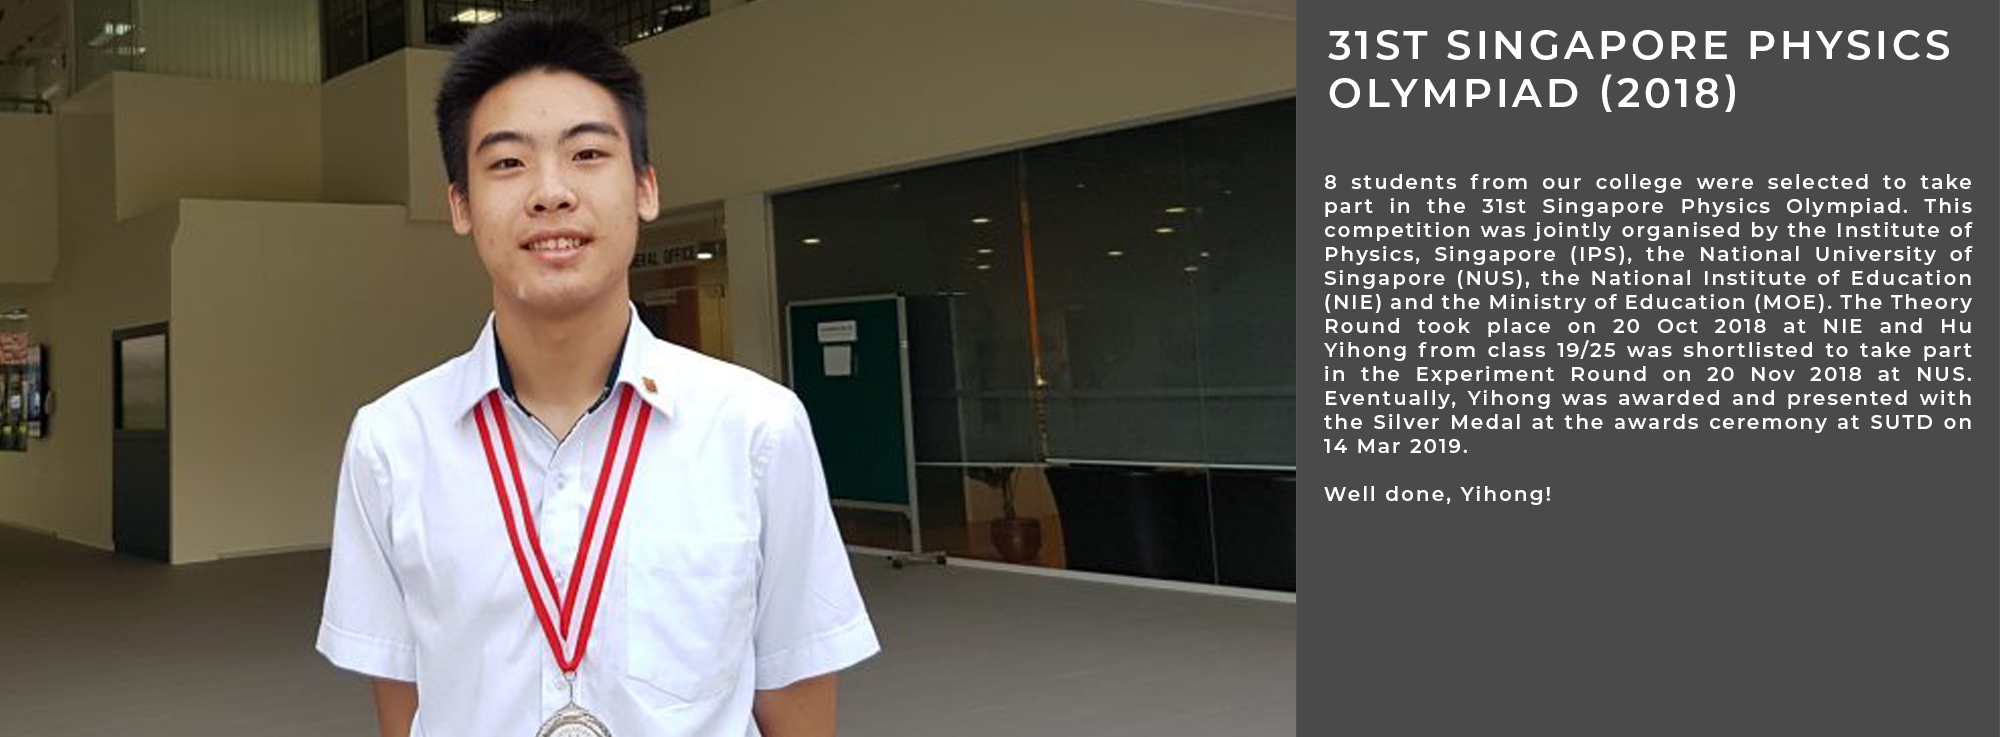 31ST SINGAPORE PHYSICS
OLYMPIAD (2018)
8 students from our college were selected to take
part in the 31st Singapore Physics Olympiad. This
competition was jointly organised by the Institute of
Physics, Singapore (IPS), the National University of
Singapore (NUS), the National Institute of Education
(NIE) and the Ministry of Education (MOE). The Theory
Round took place on 20 Oct 2018 at NIE and Hu
Yihong from class 19/25 was shortlisted to take part
in the Experiment Round on 20 Nov 2018 at NUS.
Eventually, Yihong was awarded and presented with
the Silver Medal at the awards ceremony at SUTD on
14 Mar 2019.
Well done, Yihong!
OFFICE